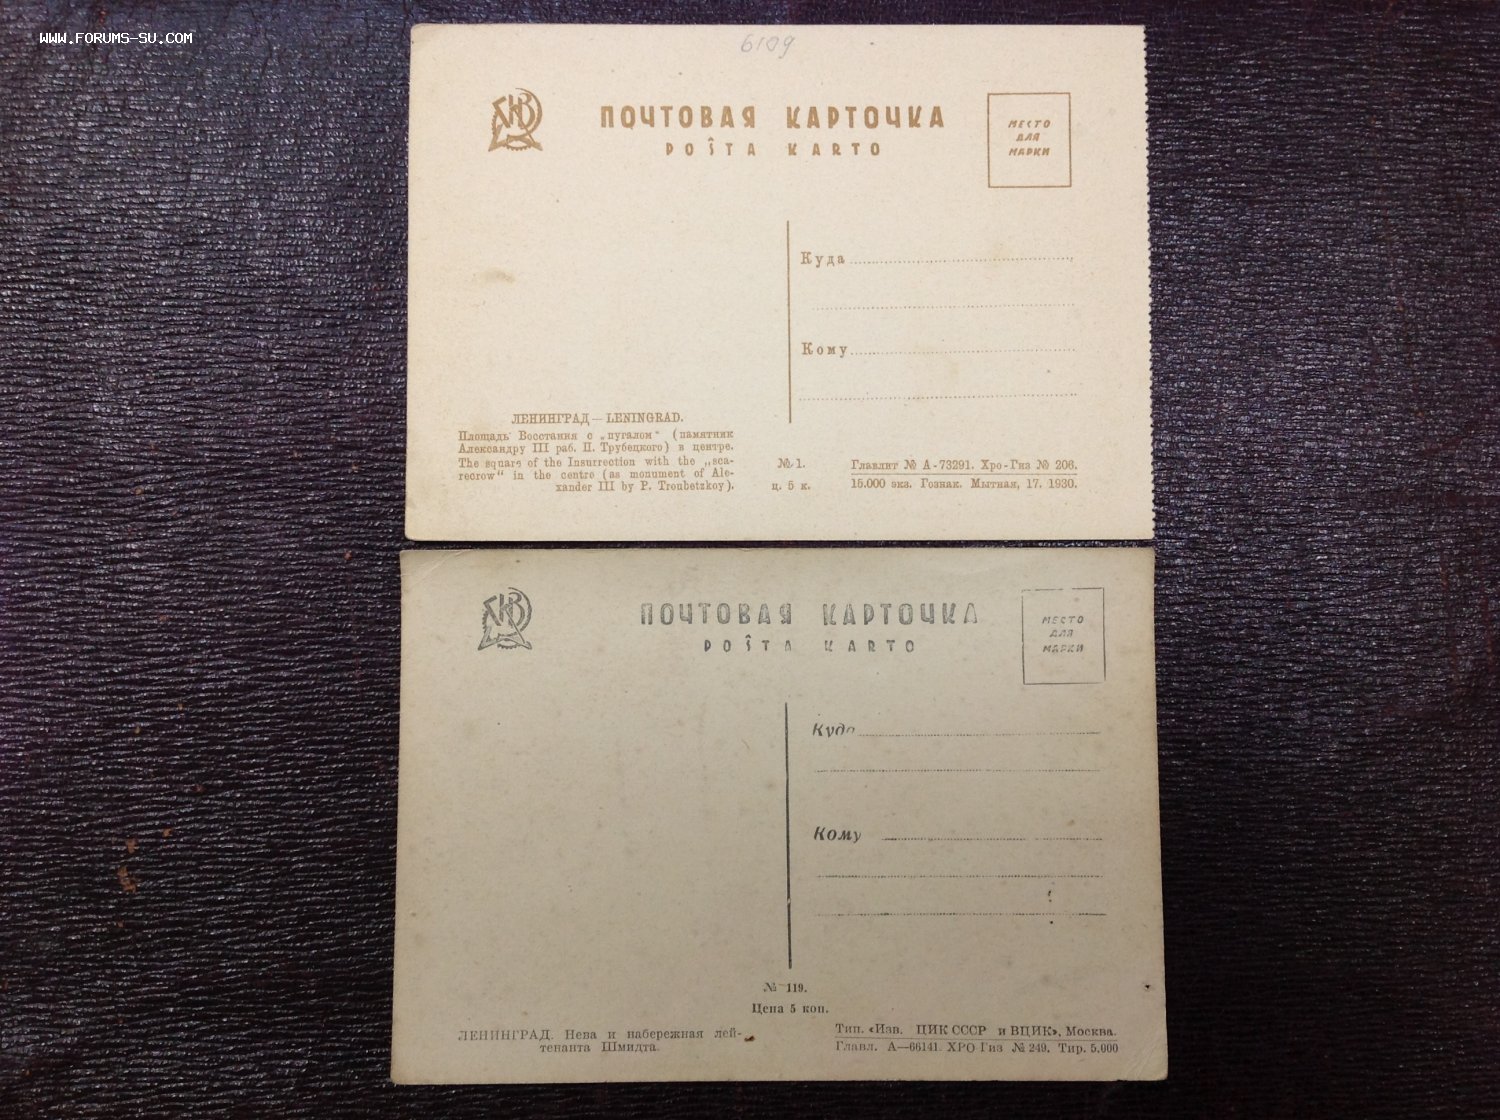 WWW.FORUMS-SU.COM
6109
ПОЧТОВАЯ КАРТОЧКА
POŜTA KARTO
МЕСТО
ДЛЯ
МАРКИ
Куда
Кому
ЛЕНИНГРАД — LENINGRAD.
Площадь Восстания с „пугалом“ (памятник
Александру III раб. П. Трубецкого) в центре.
The square of the Insurrection with the „sca-
recrow“ in the centre (as monument of Ale-
xander III by P. Troubetzkoy).
№ 1.
ц. 5 к.
Главлит № А-73291. Хро-Гиз № 206.
15.000 экз. Гознак. Мытная, 17. 1930.
ПОЧТОВАЯ КАРТОЧКА
POŜTA KARTO
МЕСТО
ДЛЯ
МАРКИ
Куда
Кому
№ 119.
Цена 5 коп.
ЛЕНИНГРАД. Нева и набережная лей-
тенанта Шмидта.
Тип. «Изв. ЦИК СССР и ВЦИК», Москва.
Главл. А—66141. ХРО Гиз № 249. Тир. 5.000